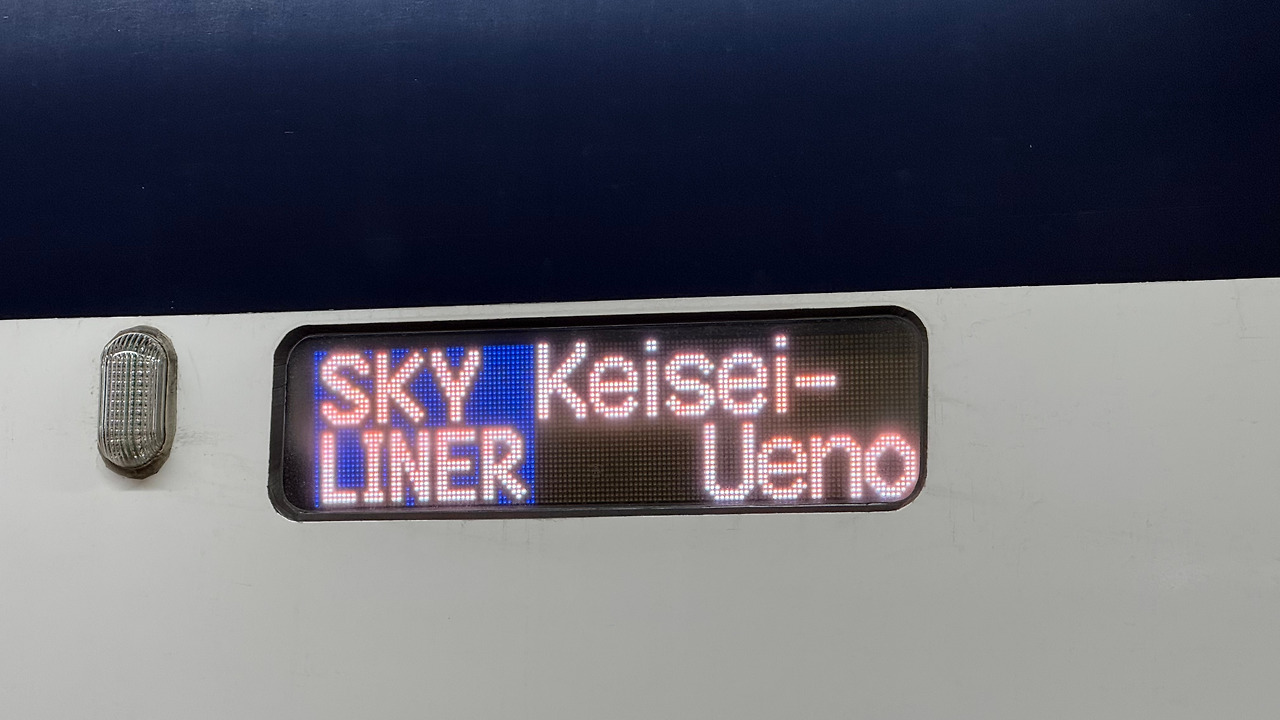 SKY Keisei-
LINER Ueno